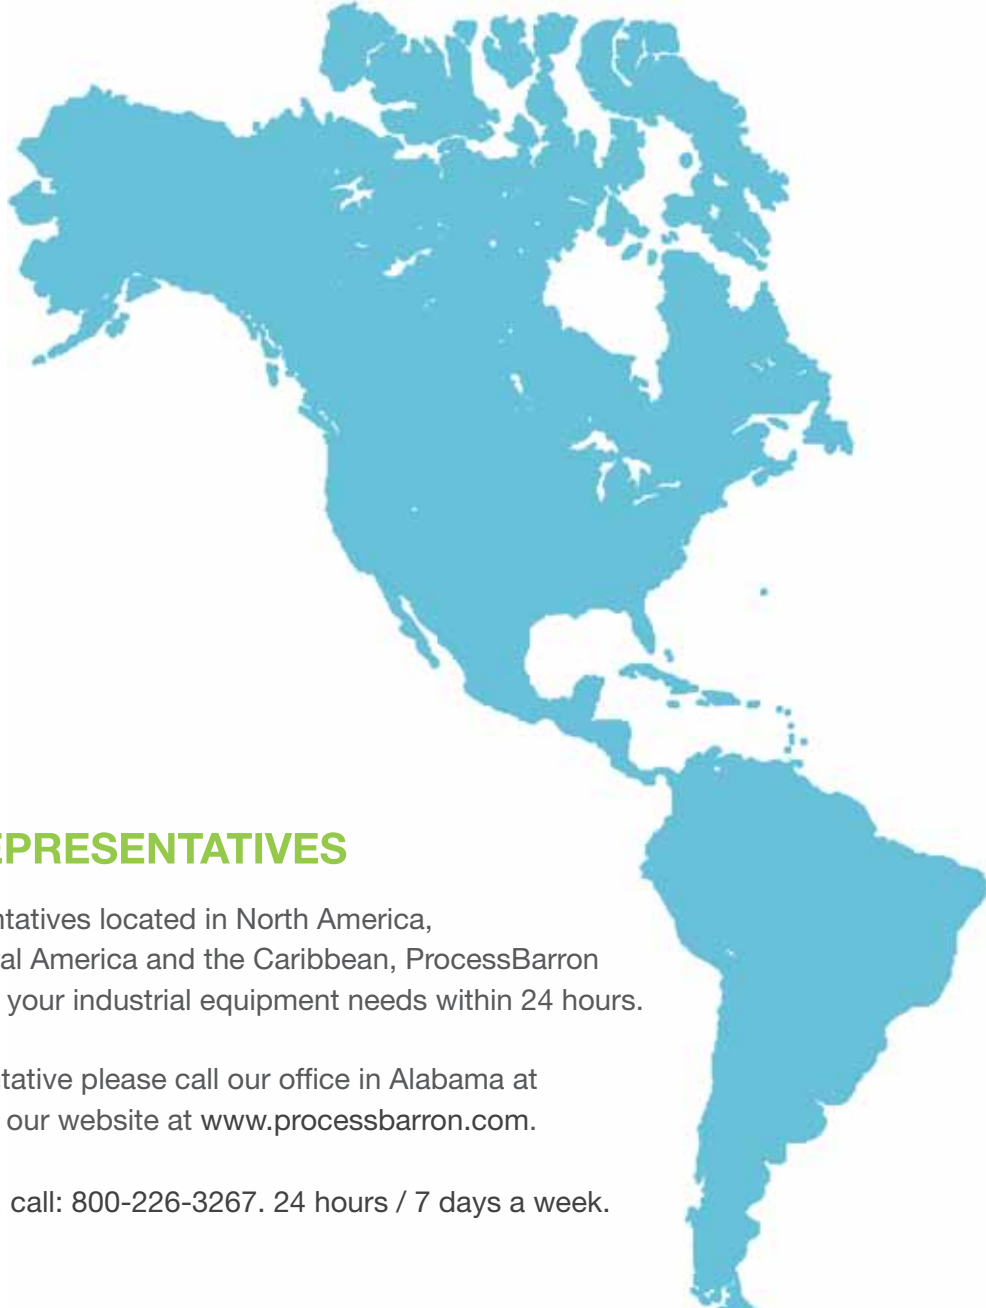 EPRESENTATIVES
ntatives located in North America,
al America and the Caribbean, ProcessBarron
your industrial equipment needs within 24 hours.
tative please call our office in Alabama at
our website at www.processbarron.com.
call: 800-226-3267. 24 hours / 7 days a week.